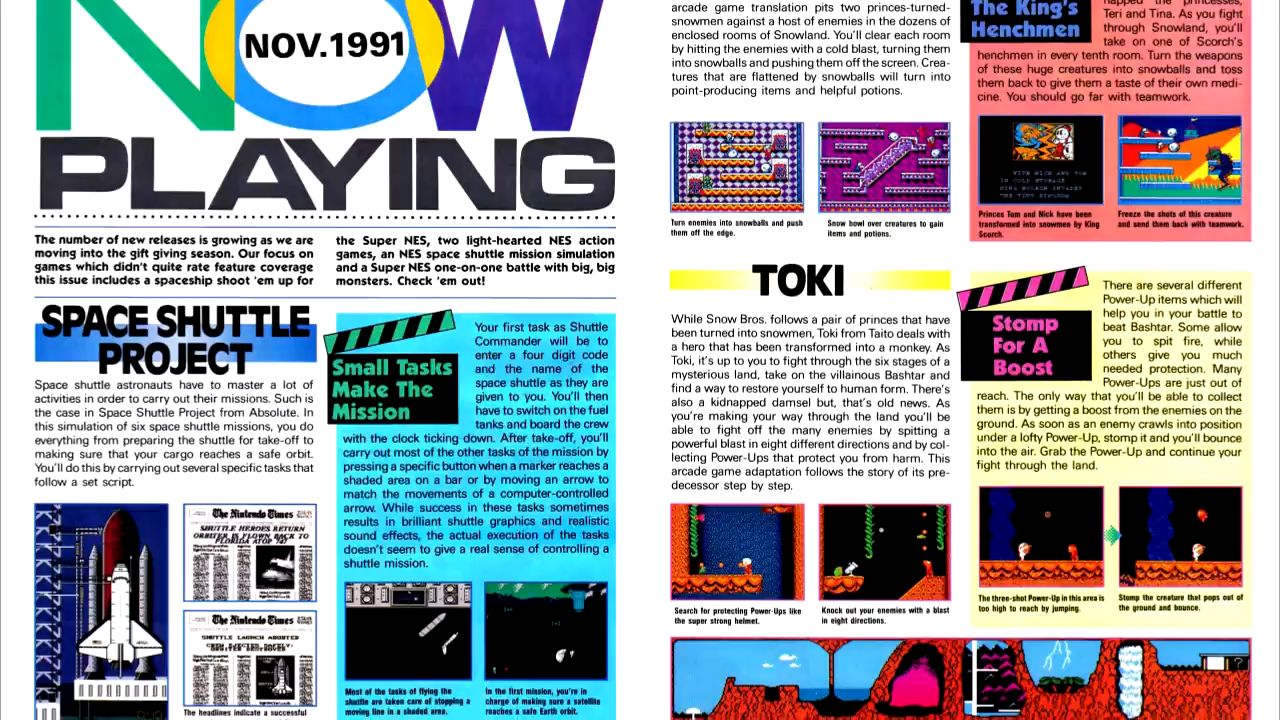 NOW
NOV.1991
PLAYING
The number of new releases is growing as we are
moving into the gift giving season. Our focus on
games which didn't quite rate feature coverage
this issue includes a spaceship shoot 'em up for
the Super NES, two light-hearted NES action
games, an NES space shuttle mission simulation
and a Super NES one-on-one battle with big, big
monsters. Check 'em out!
SPACE SHUTTLE
PROJECT
Space shuttle astronauts have to master a lot of
activities in order to carry out their missions. Such is
the case in Space Shuttle Project from Absolute. In
this simulation of six space shuttle missions, you do
everything from preparing the shuttle for take-off to
making sure that your cargo reaches a safe orbit.
You'll do this by carrying out several specific tasks that
follow a set script.
The Nintendo Times
SHUTTLE HEROES RETURN
ORBITER IS FLOWN BACK TO
FLORIDA ATOP 747
The Nintendo Times
SHUTTLE LAUNCH ABORTED
CREW EJECTED SAFELY:
ORBITER DESTROYED
The headlines indicate a successful
Small Tasks
Make The
Mission
Your first task as Shuttle
Commander will be to
enter a four digit code
and the name of the
space shuttle as they are
given to you. You'll then
have to switch on the fuel
tanks and board the crew
with the clock ticking down. After take-off, you'll
carry out most of the other tasks of the mission by
pressing a specific button when a marker reaches a
shaded area on a bar or by moving an arrow to
match the movements of a computer-controlled
arrow. While success in these tasks sometimes
results in brilliant shuttle graphics and realistic
sound effects, the actual execution of the tasks
doesn't seem to give a real sense of controlling a
shuttle mission.
Most of the tasks of flying the
shuttle are taken care of stopping a
moving line in a shaded area.
In the first mission, you're in
charge of making sure a satellite
reaches a safe Earth orbit.
arcade game translation pits two princes-turned-
snowmen against a host of enemies in the dozens of
enclosed rooms of Snowland. You'll clear each room
by hitting the enemies with a cold blast, turning them
into snowballs and pushing them off the screen. Crea-
tures that are flattened by snowballs will turn into
point-producing items and helpful potions.
Turn enemies into snowballs and push
them off the edge.
Snow bowl over creatures to gain
items and potions.
The King's
Henchmen
napped the princesses,
Teri and Tina. As you fight
through Snowland, you'll
take on one of Scorch's
henchmen in every tenth room. Turn the weapons
of these huge creatures into snowballs and toss
them back to give them a taste of their own medi-
cine. You should go far with teamwork.
WITH NICK AND TOM
IN COLD STORAGE
KING SCORCH INVADED
THE TINY KINGDOM
Princes Tom and Nick have been
transformed into snowmen by King
Scorch.
Freeze the shots of this creature
and send them back with teamwork.
TOKI
While Snow Bros. follows a pair of princes that have
been turned into snowmen, Toki from Taito deals with
a hero that has been transformed into a monkey. As
Toki, it's up to you to fight through the six stages of a
mysterious land, take on the villainous Bashtar and
find a way to restore yourself to human form. There's
also a kidnapped damsel but, that's old news. As
you're making your way through the land you'll be
able to fight off the many enemies by spitting a
powerful blast in eight different directions and by col-
lecting Power-Ups that protect you from harm. This
arcade game adaptation follows the story of its pre-
decessor step by step.
Search for protecting Power-Ups like
the super strong helmet.
Knock out your enemies with a blast
in eight directions.
Stomp
For A
Boost
There are several different
Power-Up items which will
help you in your battle to
beat Bashtar. Some allow
you to spit fire, while
others give you much
needed protection. Many
Power-Ups are just out of
reach. The only way that you'll be able to collect
them is by getting a boost from the enemies on the
ground. As soon as an enemy crawls into position
under a lofty Power-Up, stomp it and you'll bounce
into the air. Grab the Power-Up and continue your
fight through the land.
The three-shot Power-Up in this area is
too high to reach by jumping.
Stomp the creature that pops out of
the ground and bounce.
?